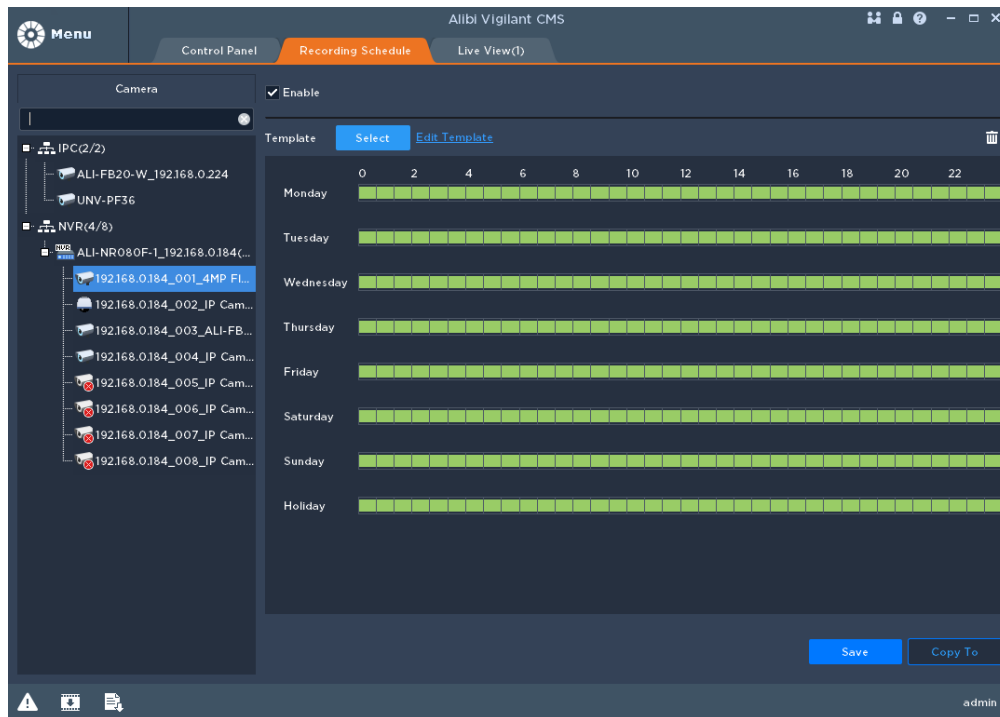 Alibi Vigilant CMS
Menu
Control Panel
Recording Schedule
Live View(1)
Camera
Enable
Template
Select
Edit Template
IPC(2/2)
ALI-FB20-W_192.168.0.224
UNV-PF36
NVR(4/8)
NVR
ALI-NR080F-1_192.168.0.184(...
192.168.0.184_001_4MP FI...
192.168.0.184_002_IP Cam...
192.168.0.184_003_ALI-FB...
192.168.0.184_004_IP Cam...
192.168.0.184_005_IP Cam...
192.168.0.184_006_IP Cam...
192.168.0.184_007_IP Cam...
192.168.0.184_008_IP Cam...
0 2 4 6 8 10 12 14 16 18 20 22
Monday
Tuesday
Wednesday
Thursday
Friday
Saturday
Sunday
Holiday
Save
Copy To
admin